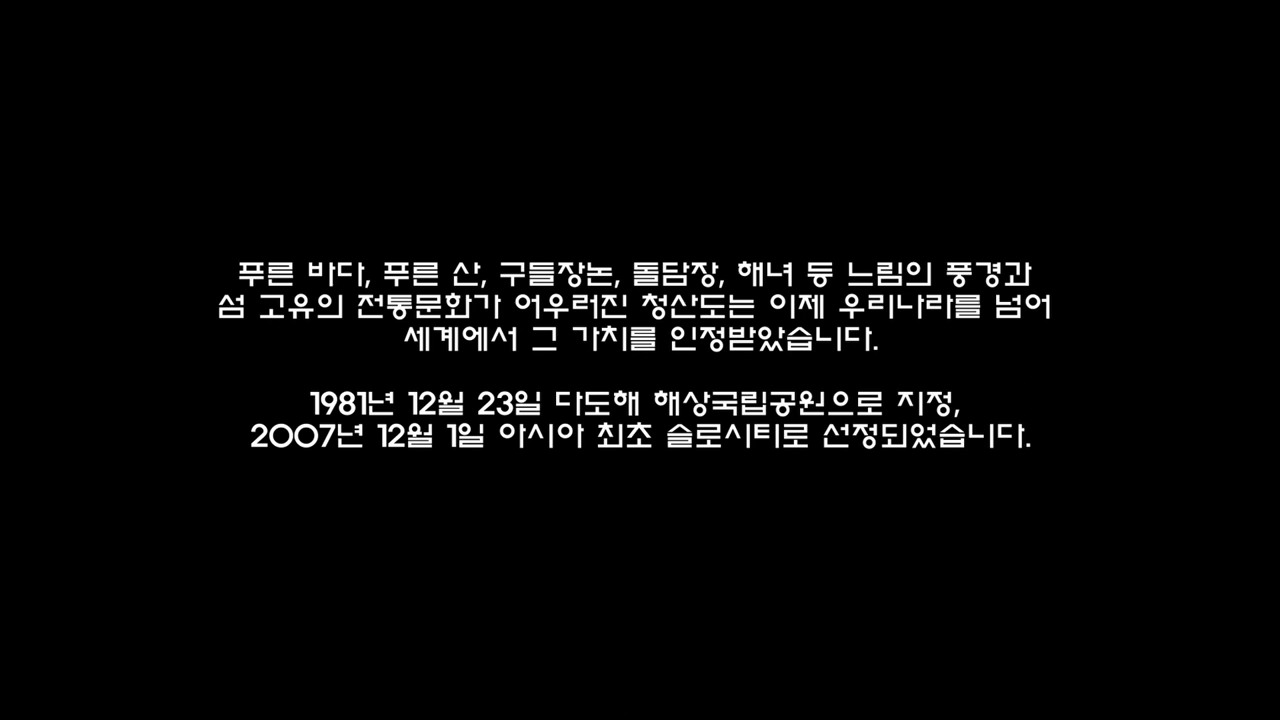 푸른 바다, 푸른 산, 구들장논, 돌담장, 해녀 등 느림의 풍경과
섬 고유의 전통문화가 어우러진 청산도는 이제 우리나라를 넘어
세계에서 그 가치를 인정받았습니다.
1981년 12월 23일 다도해 해상국립공원으로 지정,
2007년 12월 1일 아시아 최초 슬로시티로 선정되었습니다.